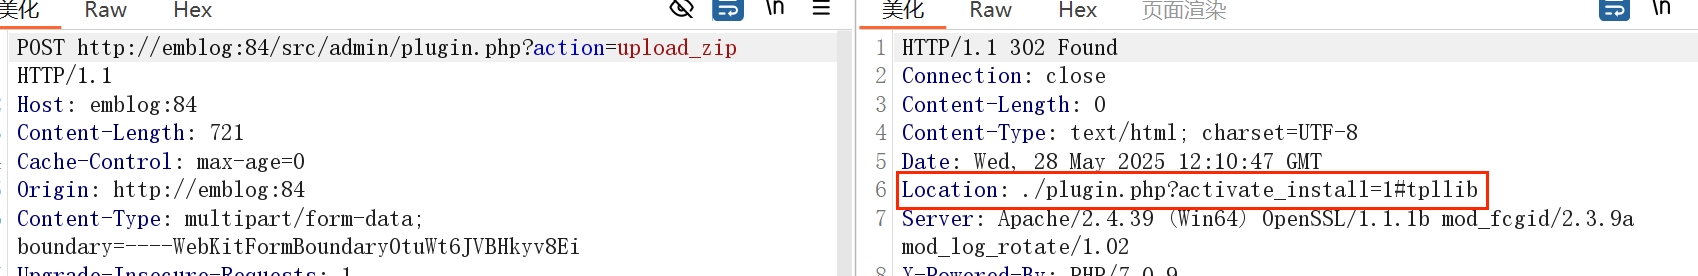 美化 Raw Hex \n
POST http://emblog:84/src/admin/plugin.php?action=upload_zip
HTTP/1.1
Host: emblog:84
Content-Length: 721
Cache-Control: max-age=0
Origin: http://emblog:84
Content-Type: multipart/form-data;
boundary=----WebKitFormBoundaryOtuWt6JVBHkyv8Ei
Upgrade-Insecure-Requests: 1
美化 Raw Hex 页面渲染 \n
1 HTTP/1.1 302 Found
2 Connection: close
3 Content-Length: 0
4 Content-Type: text/html; charset=UTF-8
5 Date: Wed, 28 May 2025 12:10:47 GMT
6 Location: ./plugin.php?activate_install=1#tpllib
7 Server: Apache/2.4.39 (Win64) OpenSSL/1.1.1b mod_fcgid/2.3.9a
mod_log_rotate/1.02
8 X-Powered-By: PHP/7.0.9